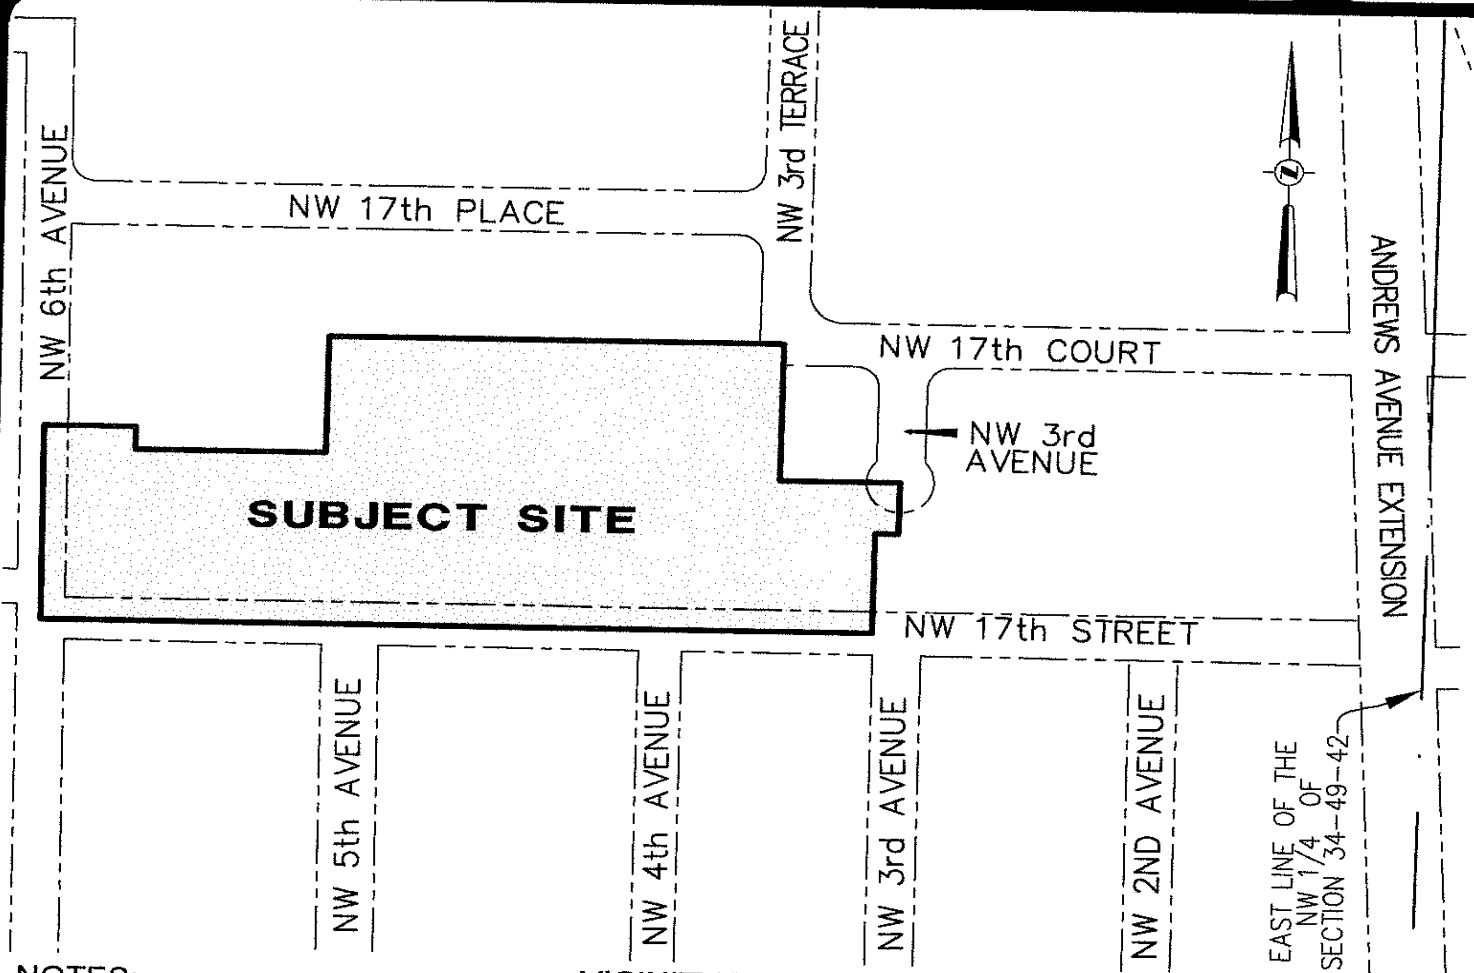 NW 6th AVENUE
NW 17th PLACE
NW 3rd TERRACE
N
NW 17th COURT
NW 3rd
AVENUE
ANDREWS AVENUE EXTENSION
SUBJECT SITE
NW 17th STREET
NW 5th AVENUE
NW 4th AVENUE
NW 3rd AVENUE
NW 2ND AVENUE
EAST LINE OF THE
NW 1/4 OF
SECTION 34-49-42
NOTES: